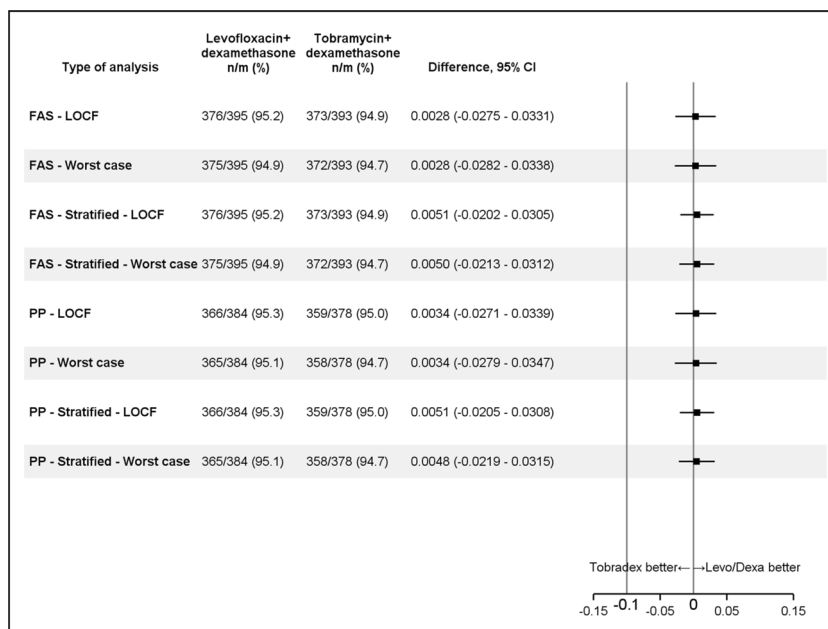 Levofloxacin+ Tobramycin+
dexamethasone dexamethasone
Type of analysis n/m (%) n/m (%) Difference, 95% CI
FAS - LOCF 376/395 (95.2) 373/393 (94.9) 0.0028 (-0.0275 - 0.0331)
FAS - Worst case 375/395 (94.9) 372/393 (94.7) 0.0028 (-0.0282 - 0.0338)
FAS - Stratified - LOCF 376/395 (95.2) 373/393 (94.9) 0.0051 (-0.0202 - 0.0305)
FAS - Stratified - Worst case 375/395 (94.9) 372/393 (94.7) 0.0050 (-0.0213 - 0.0312)
PP - LOCF 366/384 (95.3) 359/378 (95.0) 0.0034 (-0.0271 - 0.0339)
PP - Worst case 365/384 (95.1) 358/378 (94.7) 0.0034 (-0.0279 - 0.0347)
PP - Stratified - LOCF 366/384 (95.3) 359/378 (95.0) 0.0051 (-0.0205 - 0.0308)
PP - Stratified - Worst case 365/384 (95.1) 358/378 (94.7) 0.0048 (-0.0219 - 0.0315)
Tobradex better← →Levo/Dexa better
-0.15 -0.1 -0.05 0 0.05 0.15